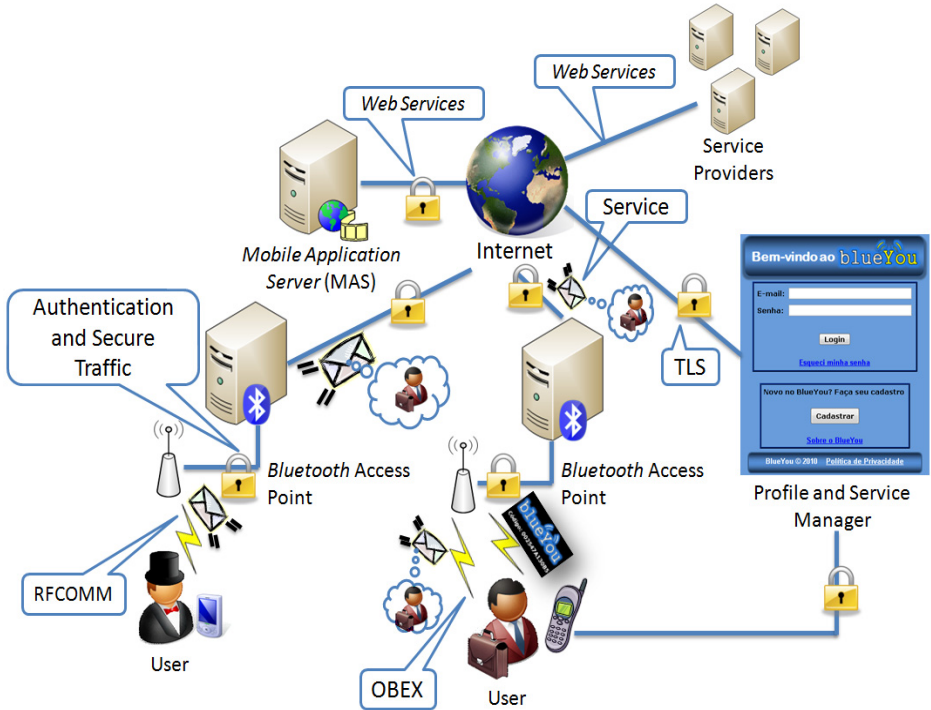 Web Services
Web Services
Service
Providers
Internet
Service
Mobile Application
Server (MAS)
Authentication
and Secure
Traffic
TLS
Bem-vindo ao blueYou
E-mail:
Senha:
Login
Esqueci minha senha
Novo no BlueYou? Faça seu cadastro
Cadastrar
Sobre o BlueYou
BlueYou © 2010 Política de Privacidade
Profile and Service
Manager
Bluetooth Access
Point
Bluetooth Access
Point
blueYou
RFCOMM
User
OBEX
User